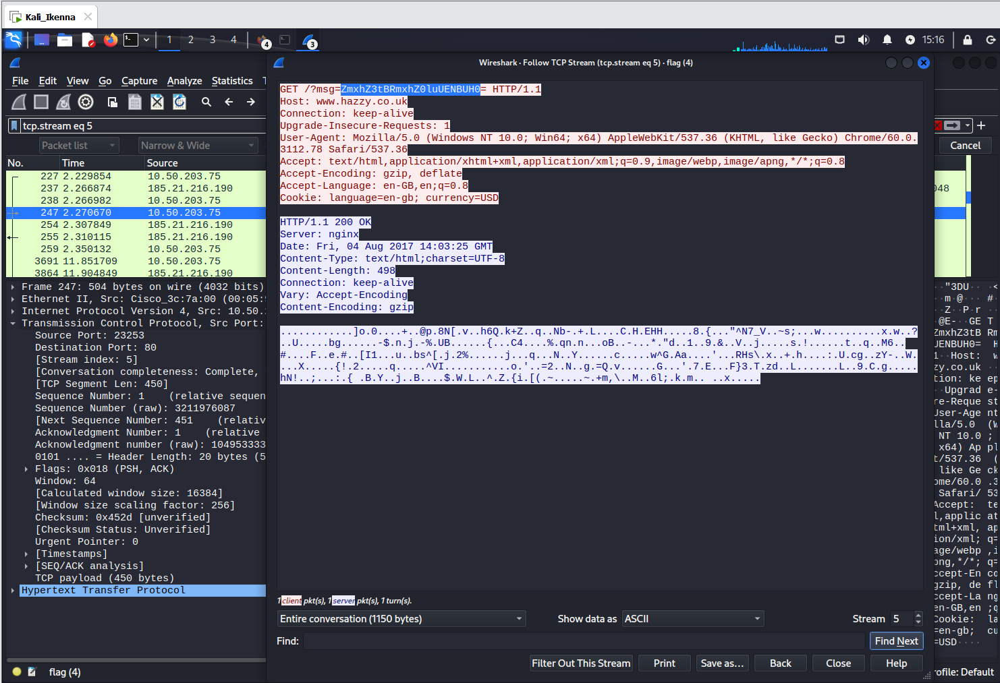 Kali_Ikenna
1 2 3 4 4 3 15:16
Wireshark · Follow TCP Stream (tcp.stream eq 5) · flag (4)
File Edit View Go Capture Analyze Statistics T
tcp.stream eq 5
Packet list Narrow & Wide Cancel
No. Time Source
227 2.229854 10.50.203.75
237 2.266874 185.21.216.190
238 2.266982 10.50.203.75
247 2.270670 10.50.203.75
254 2.307849 185.21.216.190
255 2.310115 185.21.216.190
259 2.350132 10.50.203.75
3691 11.851709 10.50.203.75
3864 11.904849 185.21.216.190
Frame 247: 504 bytes on wire (4032 bits)
Ethernet II, Src: Cisco_3c:7a:00 (00:05:
Internet Protocol Version 4, Src: 10.50.
Transmission Control Protocol, Src Port:
Source Port: 23253
Destination Port: 80
[Stream index: 5]
[Conversation completeness: Complete,
[TCP Segment Len: 450]
Sequence Number: 1 (relative sequen
Sequence Number (raw): 3211976087
[Next Sequence Number: 451 (relativ
Acknowledgment Number: 1 (relative
Acknowledgment number (raw): 104953333
0101 .... = Header Length: 20 bytes (5
Flags: 0x018 (PSH, ACK)
Window: 64
[Calculated window size: 16384]
[Window size scaling factor: 256]
Checksum: 0x452d [unverified]
[Checksum Status: Unverified]
Urgent Pointer: 0
[Timestamps]
[SEQ/ACK analysis]
TCP payload (450 bytes)
Hypertext Transfer Protocol
flag (4)
GET /?msg=ZmxhZ3tBRmxhZ0luUENBUH0= HTTP/1.1
Host: www.hazzy.co.uk
Connection: keep-alive
Upgrade-Insecure-Requests: 1
User-Agent: Mozilla/5.0 (Windows NT 10.0; Win64; x64) AppleWebKit/537.36 (KHTML, like Gecko) Chrome/60.0.
3112.78 Safari/537.36
Accept: text/html,application/xhtml+xml,application/xml;q=0.9,image/webp,image/apng,*/*;q=0.8
Accept-Encoding: gzip, deflate
Accept-Language: en-GB,en;q=0.8
Cookie: language=en-gb; currency=USD
HTTP/1.1 200 OK
Server: nginx
Date: Fri, 04 Aug 2017 14:03:25 GMT
Content-Type: text/html;charset=UTF-8
Content-Length: 498
Connection: keep-alive
Vary: Accept-Encoding
Content-Encoding: gzip
............]o.0....+..@p.8N[.v..h6Q.k+Z..q..Nb-.+.L....C.H.EHH.....8.{..."^N7_V..~s;...w..........x.w..?
..U.....bg......-$.n.j.-%.UB......{...C4....%.qn.n...oB..-...*."d..1..9.&..V..j.....s.!......t..q..M6..
#....F..e.#..[I1...u..bs^[.j.2%......j...q...N..Y......c.....w^G.Aa....'...RHs\.x..+.h....:.U.cg..zY-..W.
...X.....{!.2.....q.....^VI...........o.'..=2..N..g.=Q.v......G...'.7.E...F}3.T.zd..L.......L..9.C.g.....
hN!..;...:.{ .B.Y..j..B....$.W.L..^.Z.{i.[(.~.....~.+m,\..M..6l;.k.m.. ..x.....
1 client pkt(s), 1 server pkt(s), 1 turn(s).
Entire conversation (1150 bytes) Show data as ASCII Stream 5
Find: Find Next
Filter Out This Stream Print Save as... Back Close Help
048
··"3DU ··<
··m·@··· ·#
··Z··P·r ··
·@E-··GE T
ZmxhZ3tB Rm
UENBUH0= H
1··Host: w
zy.co.uk ··
tion: ke ep
··Upgrad e-
re-Reque st
User-Age nt
lla/5.0 (W
NT 10.0 ;
x64) Ap pl
t/537.36 (
like Ge ck
ome/60.0 .3
Safari/ 53
Accept: te
l,applic at
tml+xml, ap
ion/xml; q=
age/webp ,i
png,*/*; q=
ccept-En co
gzip, de fl
ccept-La ng
en-GB,en ;q
Cookie: la
=en-gb; cu
=USD····
rofile: Default